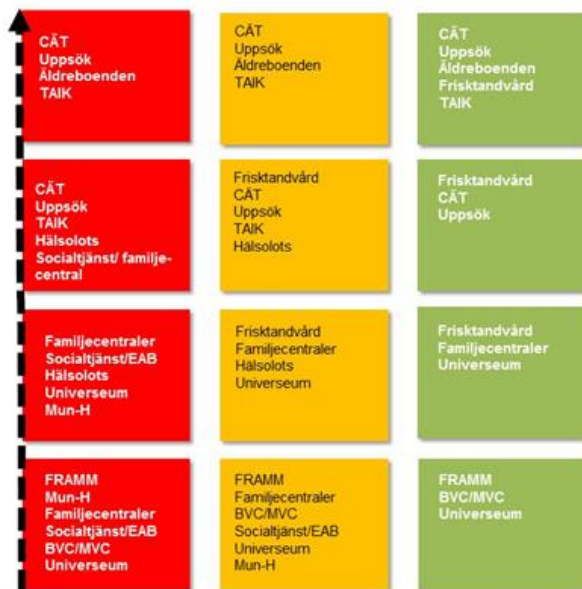 CÄT
Uppsök
Äldreboenden
TAIK
CÄT
Uppsök
Äldreboenden
TAIK
CÄT
Uppsök
Äldreboenden
Frisktandvård
TAIK
CÄT
Uppsök
TAIK
Hälsolots
Socialtjänst/ familje-
central
Frisktandvård
CÄT
Uppsök
TAIK
Hälsolots
Frisktandvård
CÄT
Uppsök
Familjecentraler
Socialtjänst/EAB
Hälsolots
Universeum
Mun-H
Frisktandvård
Familjecentraler
Hälsolots
Universeum
Frisktandvård
Familjecentraler
Universeum
FRAMM
Mun-H
Familjecentraler
Socialtjänst/EAB
BVC/MVC
Universeum
FRAMM
Familjecentraler
BVC/MVC
Socialtjänst/EAB
Universeum
Mun-H
FRAMM
BVC/MVC
Universeum